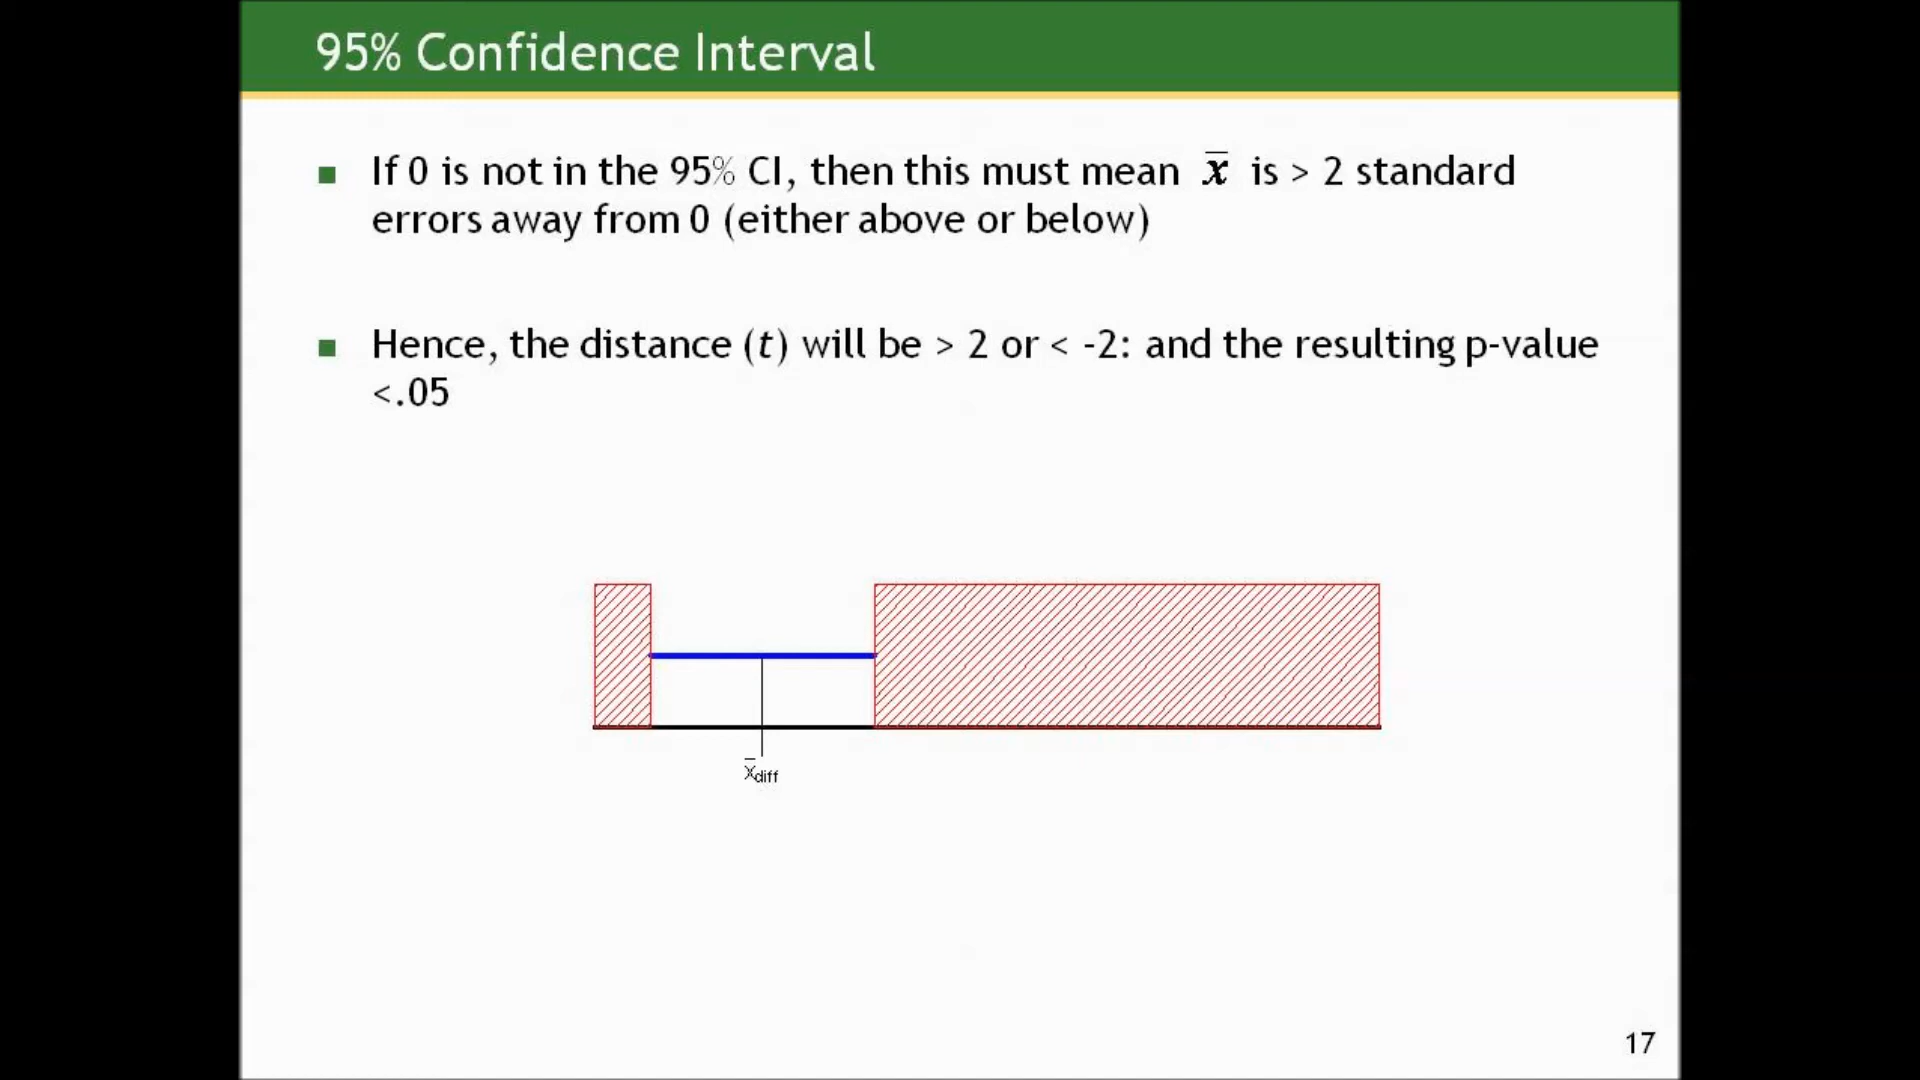 95% Confidence Interval
If 0 is not in the 95% CI, then this must mean x̄ is > 2 standard
errors away from 0 (either above or below)
Hence, the distance (t) will be > 2 or < -2: and the resulting p-value
<.05
x̄diff
17